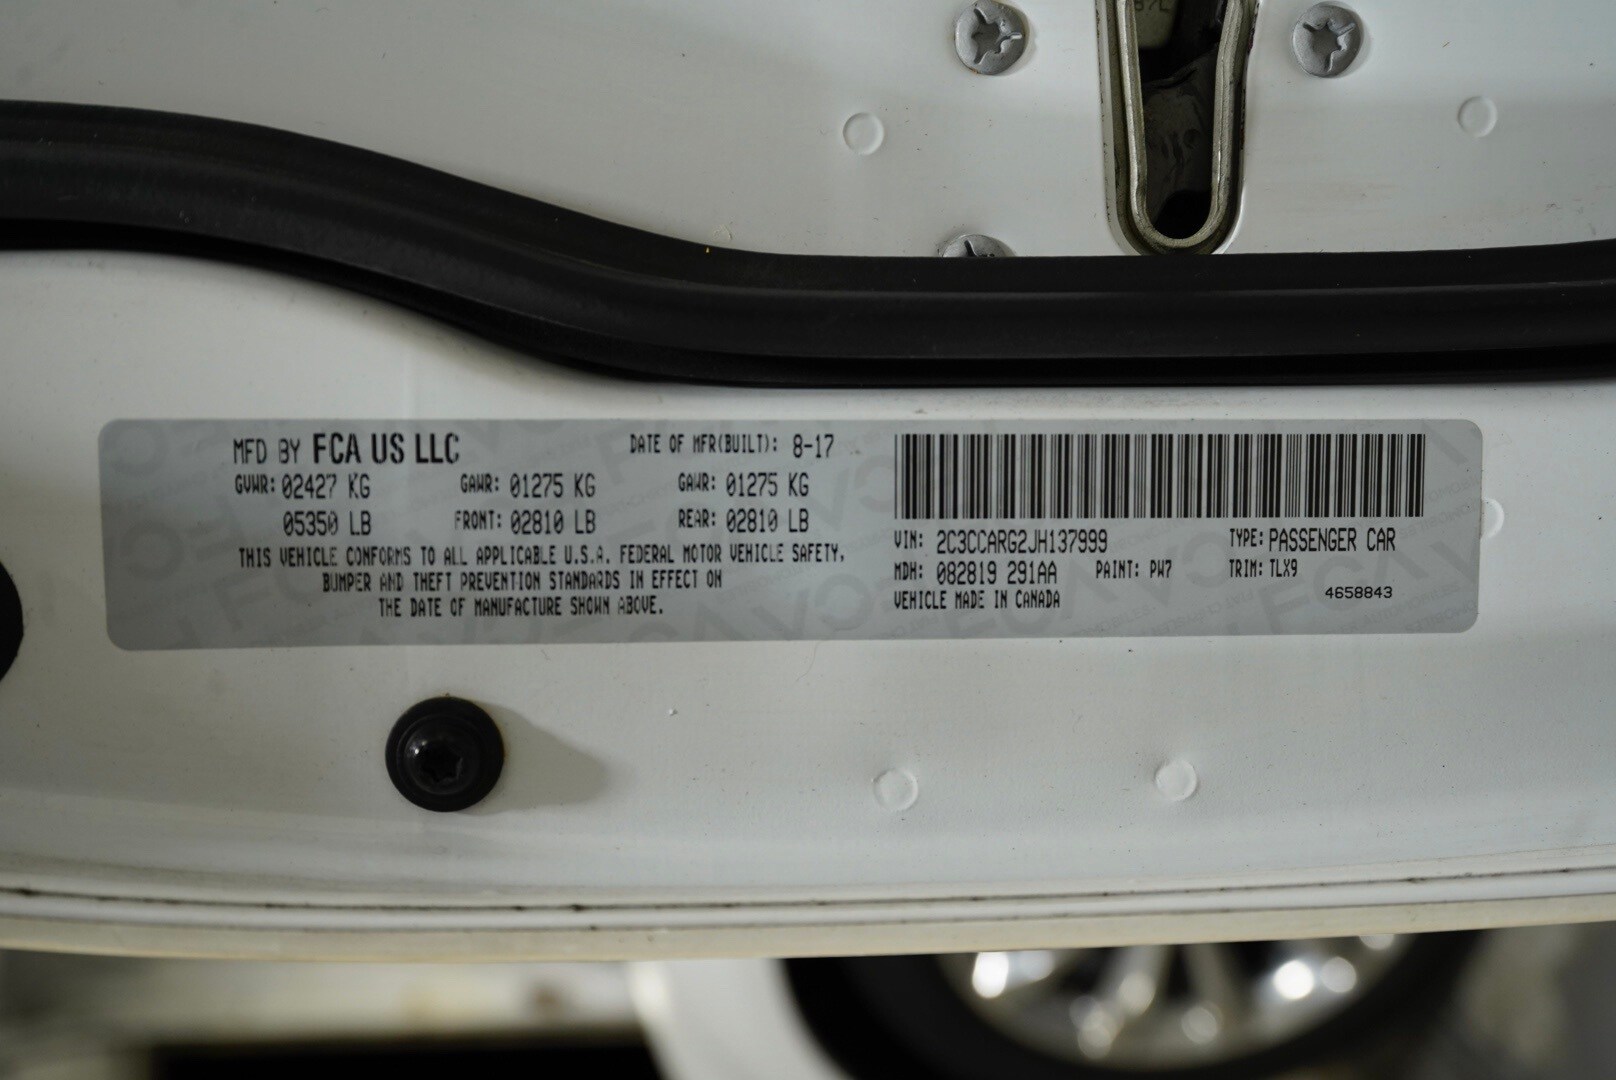 MFD BY FCA US LLC DATE OF MFR(BUILT): 8-17
GVWR: 02427 KG GAWR: 01275 KG GAWR: 01275 KG
05350 LB FRONT: 02810 LB REAR: 02810 LB
THIS VEHICLE CONFORMS TO ALL APPLICABLE U.S.A. FEDERAL MOTOR VEHICLE SAFETY,
BUMPER AND THEFT PREVENTION STANDARDS IN EFFECT ON
THE DATE OF MANUFACTURE SHOWN ABOVE.
VIN: 2C3CCARG2JH137999 TYPE: PASSENGER CAR
MDH: 082819 291AA PAINT: PW7 TRIM: TLX9
VEHICLE MADE IN CANADA 4658843